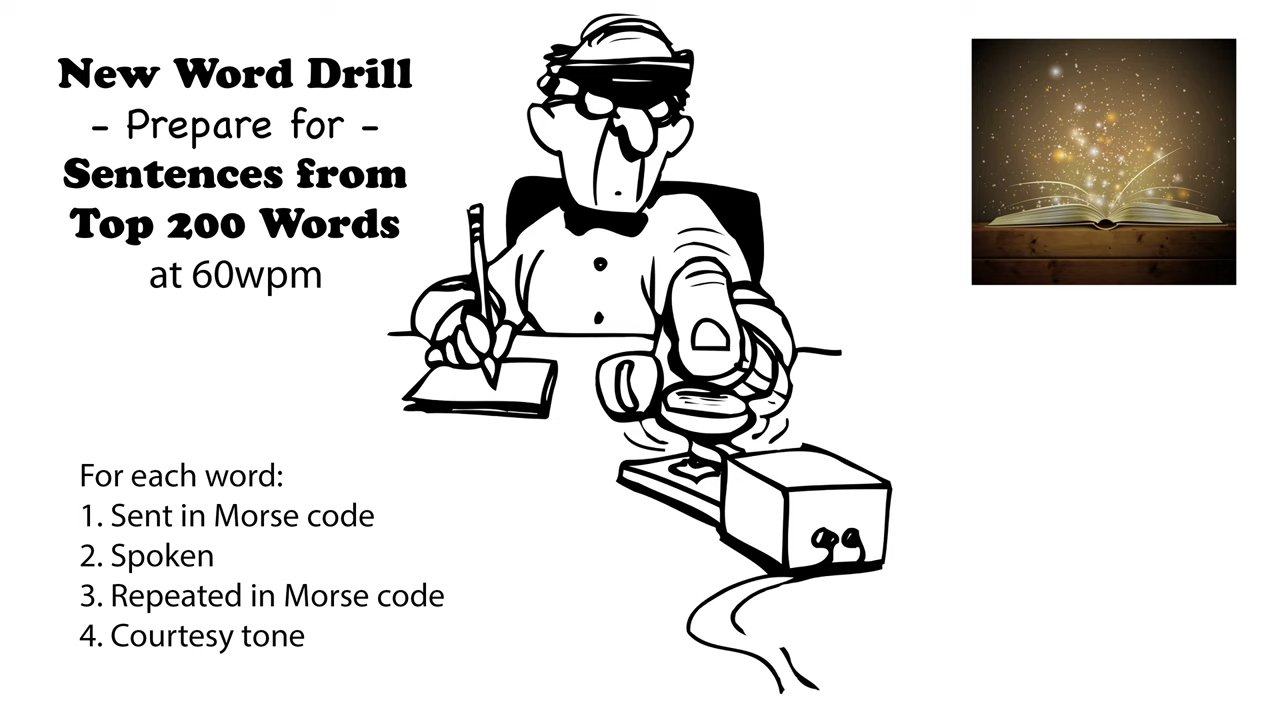 New Word Drill
- Prepare for -
Sentences from
Top 200 Words
at 60wpm
For each word:
1. Sent in Morse code
2. Spoken
3. Repeated in Morse code
4. Courtesy tone